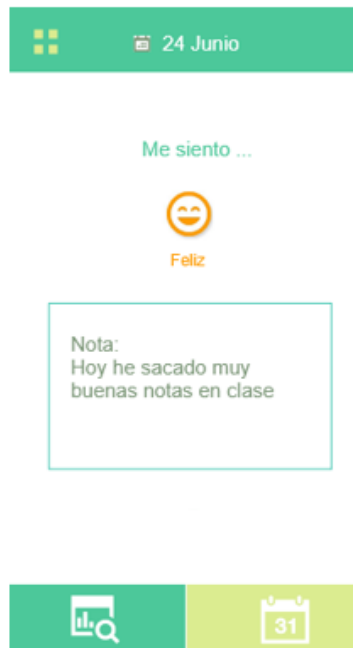 24 Junio
Me siento ...
Feliz
Nota:
Hoy he sacado muy
buenas notas en clase
31